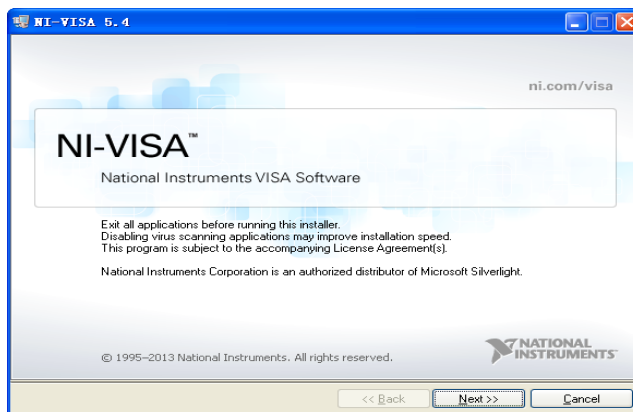 NI-VISA 5.4
ni.com/visa
NI-VISA™
National Instruments VISA Software
Exit all applications before running this installer.
Disabling virus scanning applications may improve installation speed.
This program is subject to the accompanying License Agreement(s).
National Instruments Corporation is an authorized distributor of Microsoft Silverlight.
© 1995–2013 National Instruments. All rights reserved.
NATIONAL
INSTRUMENTS™
<< Back
Next >>
Cancel